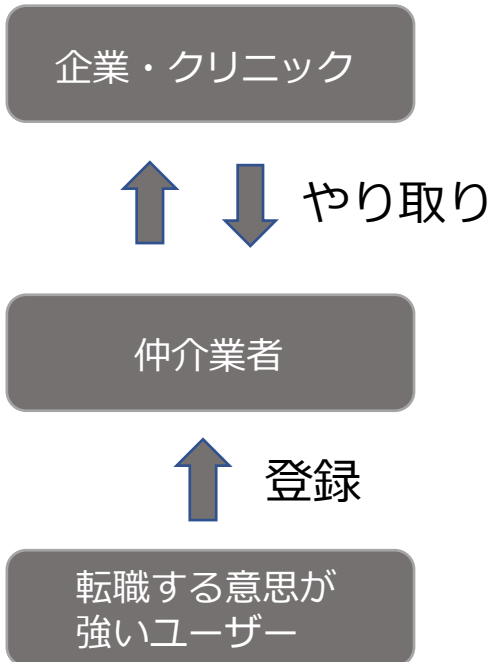 企業・クリニック
やり取り
仲介業者
登録
転職する意思が
強いユーザー